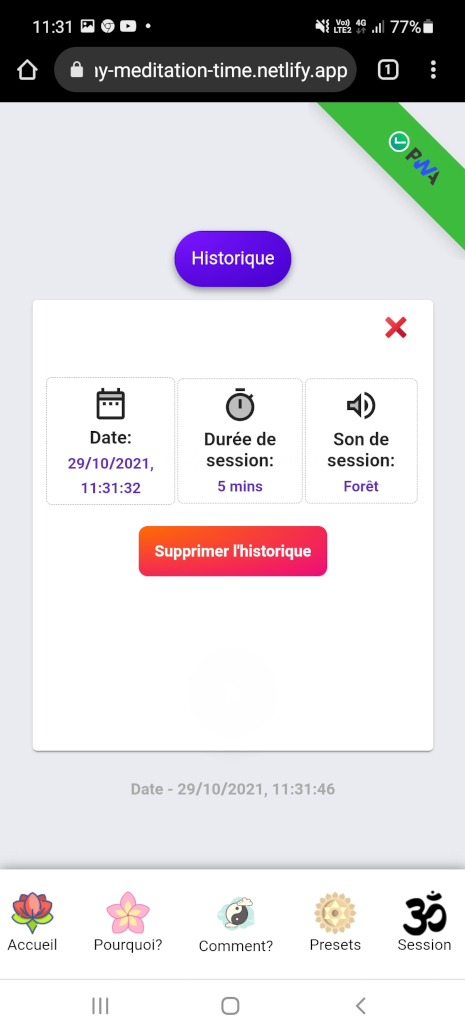 11:31
Vo)) LTE2 4G 77%
y-meditation-time.netlify.app 1
PWA
Historique
Date:
29/10/2021,
11:31:32
Durée de
session:
5 mins
Son de
session:
Forêt
Supprimer l'historique
Date - 29/10/2021, 11:31:46
Accueil Pourquoi? Comment? Presets Session